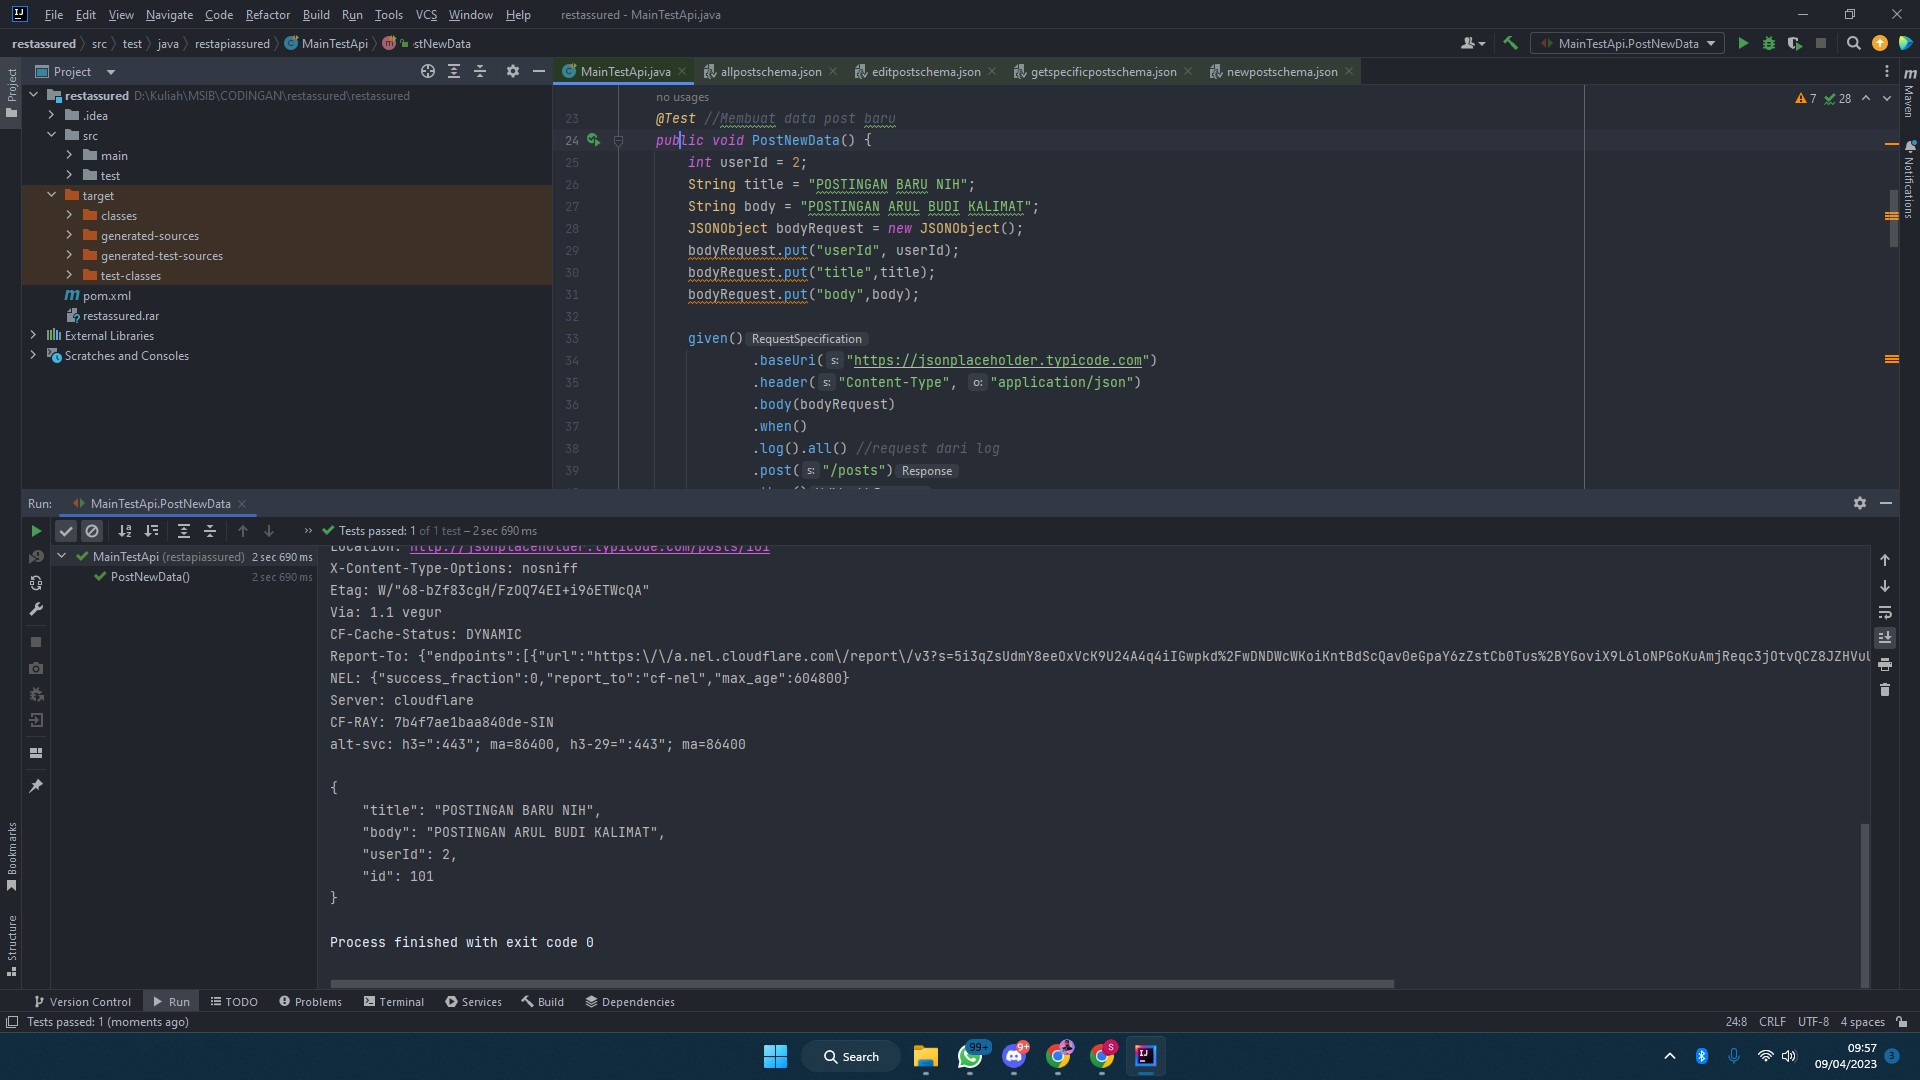 File Edit View Navigate Code Refactor Build Run Tools VCS Window Help restassured - MainTestApi.java
restassured src test java restapiassured MainTestApi stNewData MainTestApi.PostNewData
Project
Project
MainTestApi.java allpostschema.json editpostschema.json getspecificpostschema.json newpostschema.json
Maven
Notifications
restassured D:\Kuliah\MSIB\CODINGAN\restassured\restassured
.idea
src
main
test
target
classes
generated-sources
generated-test-sources
test-classes
pom.xml
restassured.rar
External Libraries
Scratches and Consoles
no usages
7 28
23 @Test //Membuat data post baru
24 public void PostNewData() {
25 int userId = 2;
26 String title = "POSTINGAN BARU NIH";
27 String body = "POSTINGAN ARUL BUDI KALIMAT";
28 JSONObject bodyRequest = new JSONObject();
29 bodyRequest.put("userId", userId);
30 bodyRequest.put("title",title);
31 bodyRequest.put("body",body);
32
33 given() RequestSpecification
34 .baseUri( s: "https://jsonplaceholder.typicode.com")
35 .header( s: "Content-Type", o: "application/json")
36 .body(bodyRequest)
37 .when()
38 .log().all() //request dari log
39 .post( s: "/posts") Response
Run: MainTestApi.PostNewData
Tests passed: 1 of 1 test – 2 sec 690 ms
MainTestApi (restapiassured) 2 sec 690 ms
PostNewData() 2 sec 690 ms
Location: http://jsonplaceholder.typicode.com/posts/101
X-Content-Type-Options: nosniff
Etag: W/"68-bZf83cgH/FzOQ74EI+i96ETWcQA"
Via: 1.1 vegur
CF-Cache-Status: DYNAMIC
Report-To: {"endpoints":[{"url":"https:\/\/a.nel.cloudflare.com\/report\/v3?
NEL: {"success_fraction":0,"report_to":"cf-nel","max_age":604800}
Server: cloudflare
CF-RAY: 7b4f7ae1baa840de-SIN
alt-svc: h3=":443"; ma=86400, h3-29=":443"; ma=86400
{
"title": "POSTINGAN BARU NIH",
"body": "POSTINGAN ARUL BUDI KALIMAT",
"userId": 2,
"id": 101
}
Process finished with exit code 0
Bookmarks
Structure
Version Control Run TODO Problems Terminal Services Build Dependencies
Tests passed: 1 (moments ago) 24:8 CRLF UTF-8 4 spaces
Search 99+ 9+ S
09:57
09/04/2023 3